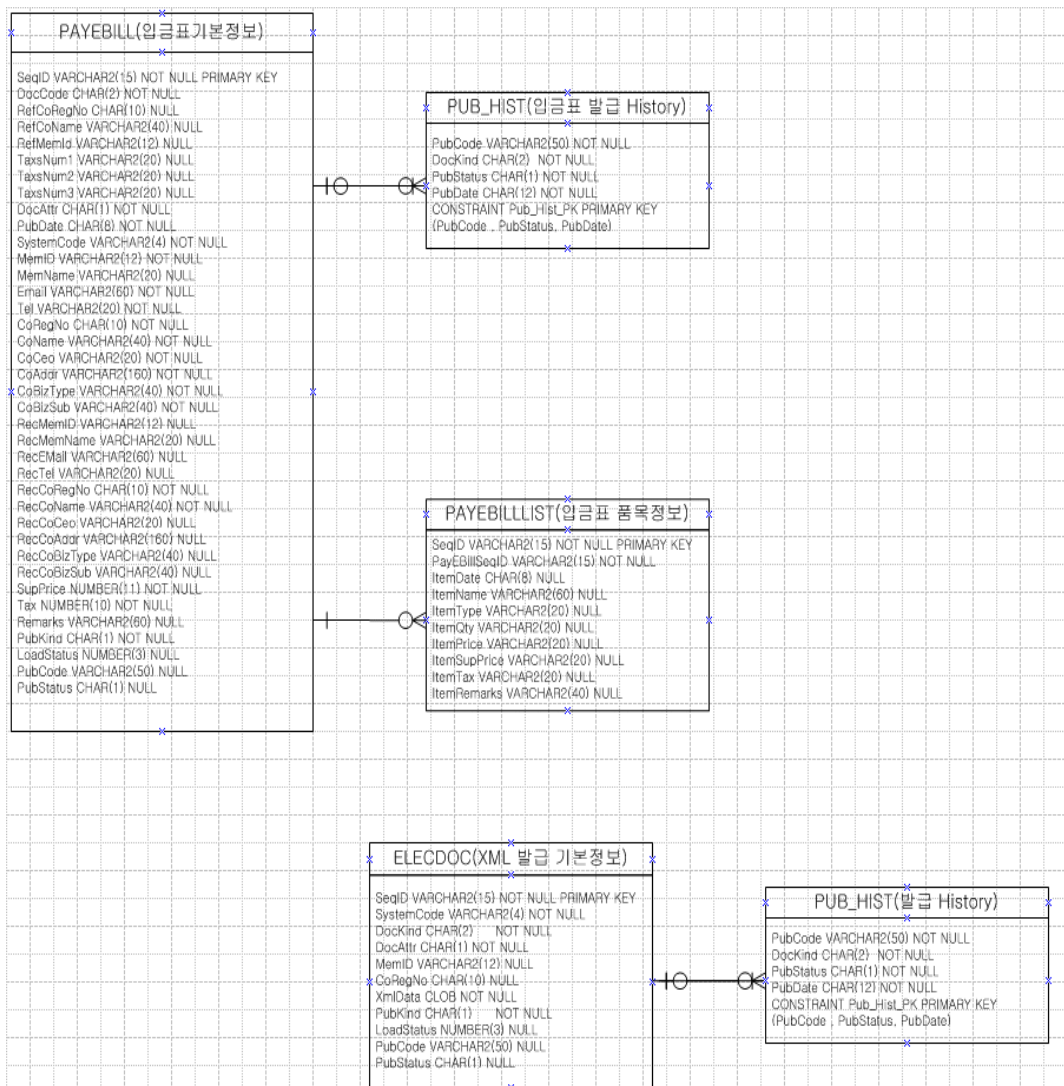 PAYEBILL(입금표기본정보)
SeqID VARCHAR2(15) NOT NULL PRIMARY KEY
DocCode CHAR(2) NOT NULL
RefCoRegNo CHAR(10) NULL
RefCoName VARCHAR2(40) NULL
RefMemId VARCHAR2(12) NULL
TaxsNum1 VARCHAR2(20) NULL
TaxsNum2 VARCHAR2(20) NULL
TaxsNum3 VARCHAR2(20) NULL
DocAttr CHAR(1) NOT NULL
PubDate CHAR(8) NOT NULL
SystemCode VARCHAR2(4) NOT NULL
MemID VARCHAR2(12) NOT NULL
MemName VARCHAR2(20) NULL
Email VARCHAR2(60) NOT NULL
Tel VARCHAR2(20) NOT NULL
CoRegNo CHAR(10) NOT NULL
CoName VARCHAR2(40) NOT NULL
CoCeo VARCHAR2(20) NOT NULL
CoAddr VARCHAR2(160) NOT NULL
CoBizType VARCHAR2(40) NOT NULL
CoBizSub VARCHAR2(40) NOT NULL
RecMemID VARCHAR2(12) NULL
RecMemName VARCHAR2(20) NULL
RecEMail VARCHAR2(60) NULL
RecTel VARCHAR2(20) NULL
RecCoRegNo CHAR(10) NOT NULL
RecCoName VARCHAR2(40) NOT NULL
RecCoCeo VARCHAR2(20) NULL
RecCoAddr VARCHAR2(160) NULL
RecCoBizType VARCHAR2(40) NULL
RecCoBizSub VARCHAR2(40) NULL
SupPrice NUMBER(11) NOT NULL
Tax NUMBER(10) NOT NULL
Remarks VARCHAR2(60) NULL
PubKind CHAR(1) NOT NULL
LoadStatus NUMBER(3) NULL
PubCode VARCHAR2(50) NULL
PubStatus CHAR(1) NULL
PUB_HIST(입금표 발급 History)
PubCode VARCHAR2(50) NOT NULL
DocKind CHAR(2) NOT NULL
PubStatus CHAR(1) NOT NULL
PubDate CHAR(12) NOT NULL
CONSTRAINT Pub_Hist_PK PRIMARY KEY
(PubCode , PubStatus, PubDate)
PAYEBILLLIST(입금표 품목정보)
SeqID VARCHAR2(15) NOT NULL PRIMARY KEY
PayEBillSeqID VARCHAR2(15) NOT NULL
ItemDate CHAR(8) NULL
ItemName VARCHAR2(60) NULL
ItemType VARCHAR2(20) NULL
ItemQty VARCHAR2(20) NULL
ItemPrice VARCHAR2(20) NULL
ItemSupPrice VARCHAR2(20) NULL
ItemTax VARCHAR2(20) NULL
ItemRemarks VARCHAR2(40) NULL
ELECDOC(XML 발급 기본정보)
SeqID VARCHAR2(15) NOT NULL PRIMARY KEY
SystemCode VARCHAR2(4) NOT NULL
DocKind CHAR(2) NOT NULL
DocAttr CHAR(1) NOT NULL
MemID VARCHAR2(12) NULL
CoRegNo CHAR(10) NULL
XmlData CLOB NOT NULL
PubKind CHAR(1) NOT NULL
LoadStatus NUMBER(3) NULL
PubCode VARCHAR2(50) NULL
PubStatus CHAR(1) NULL
PUB_HIST(발급 History)
PubCode VARCHAR2(50) NOT NULL
DocKind CHAR(2) NOT NULL
PubStatus CHAR(1) NOT NULL
PubDate CHAR(12) NOT NULL
CONSTRAINT Pub_Hist_PK PRIMARY KEY
(PubCode , PubStatus, PubDate)